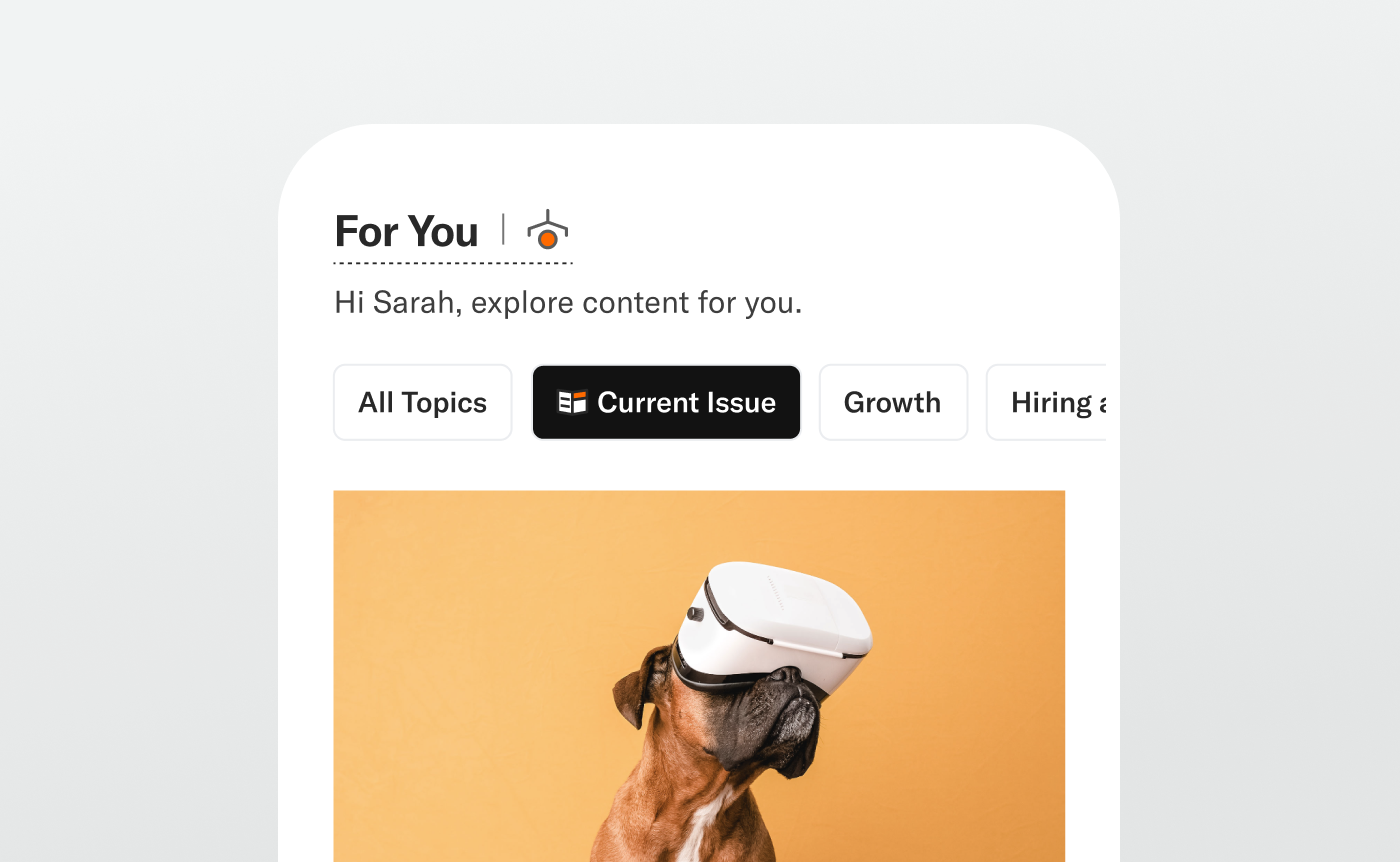 For You
Hi Sarah, explore content for you.
All Topics
Current Issue
Growth
Hiring